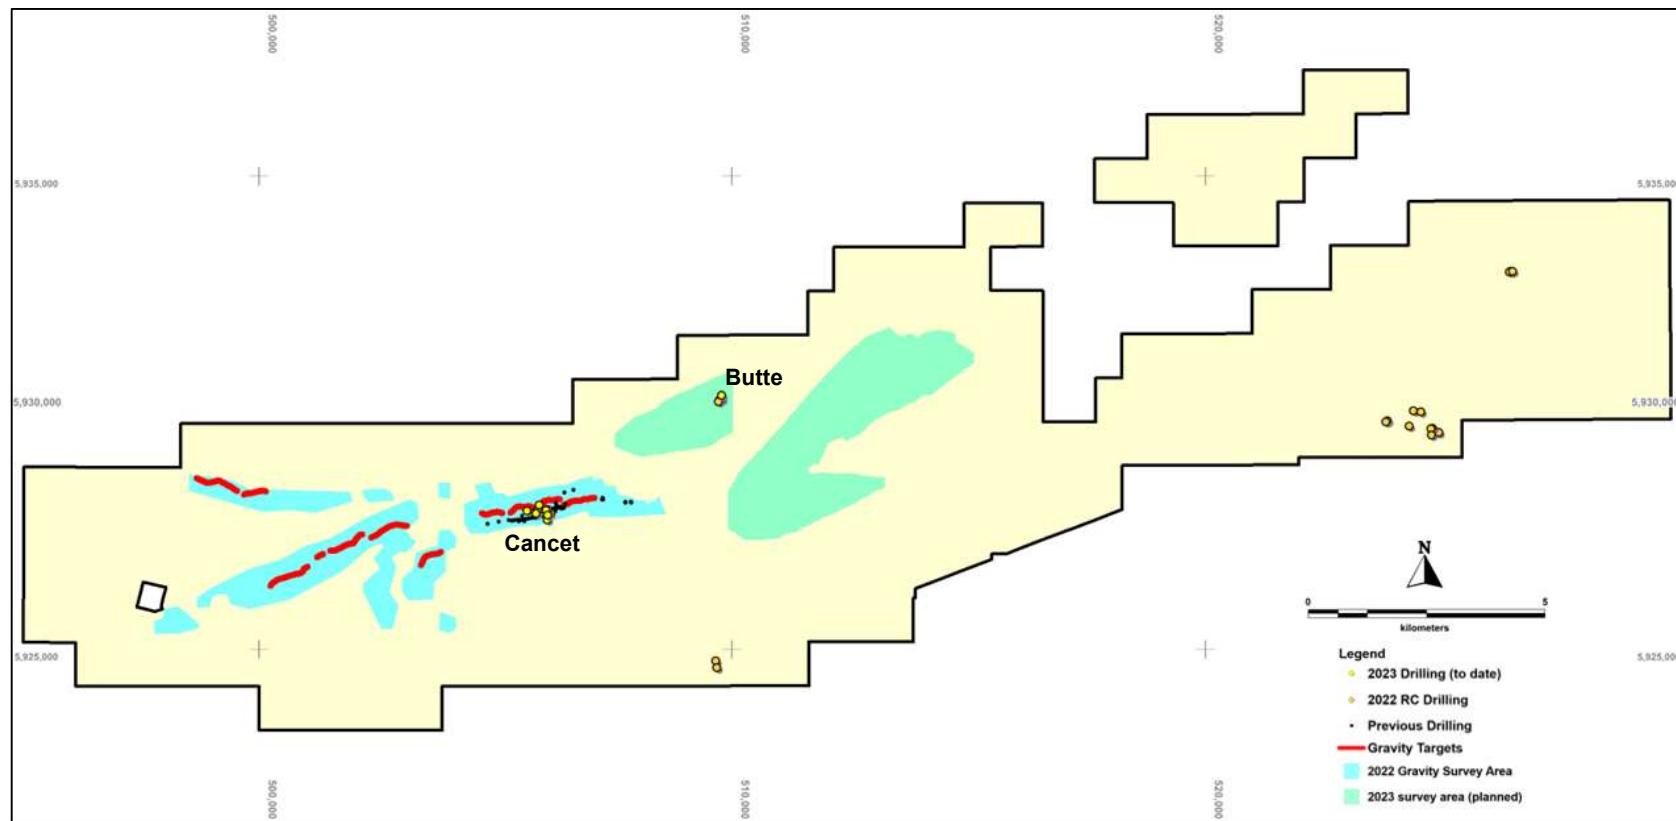 500,000
510,000
520,000
5,935,000
5,935,00
Butte
5,930,000
5,930,000
Cancet
N
0
5
kilometers
5,925,000
5,925,00
Legend
2023 Drilling (to date)
2022 RC Drilling
Previous Drilling
Gravity Targets
2022 Gravity Survey Area
2023 survey area (planned)
500,000
510,000
520,000